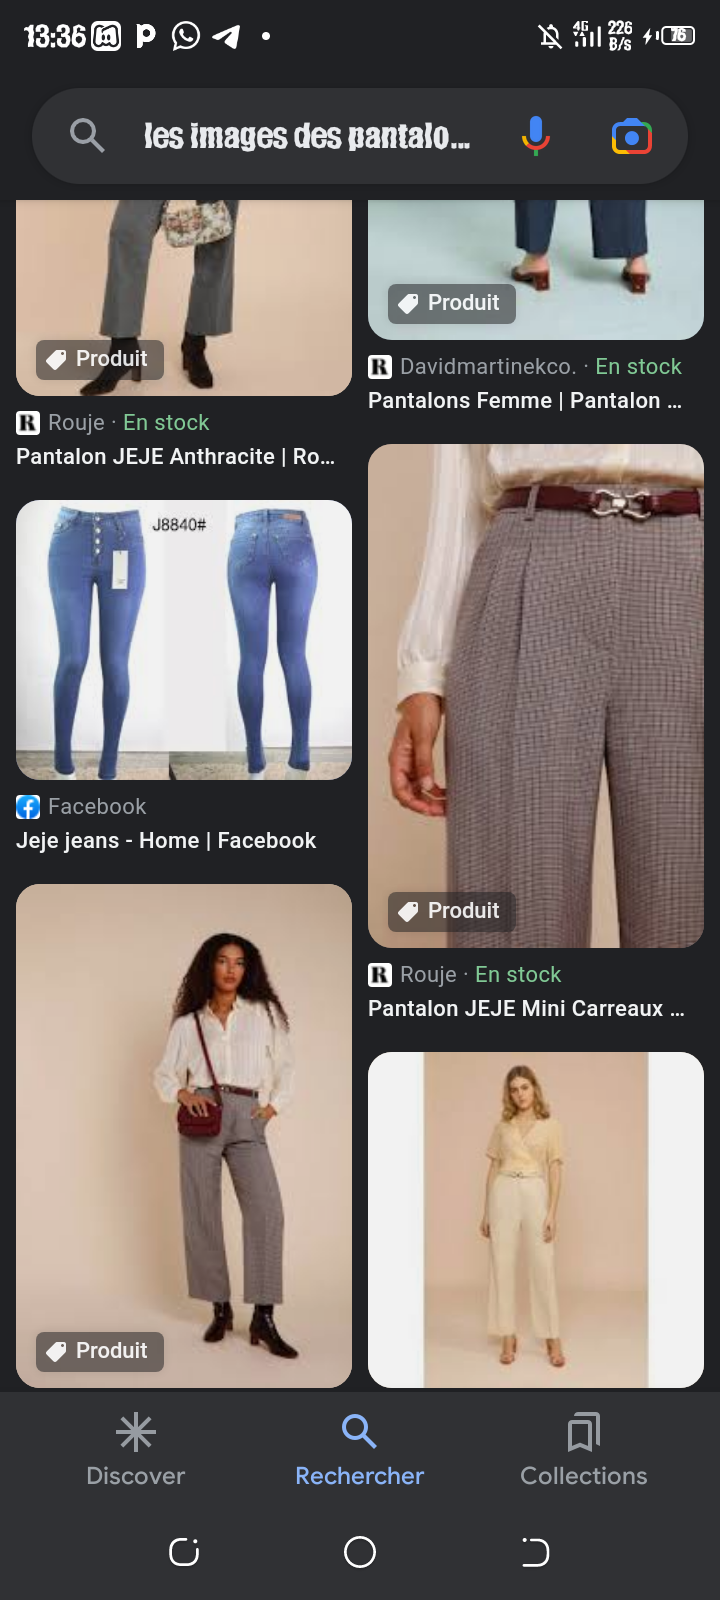 13:36
4G
226
B/s
76
les images des pantalo...
Produit
Rouje · En stock
Pantalon JEJE Anthracite | Ro...
Produit
Davidmartinekco. · En stock
Pantalons Femme | Pantalon ...
J8840#
Facebook
Jeje jeans - Home | Facebook
Produit
Rouje · En stock
Pantalon JEJE Mini Carreaux ...
Produit
Discover
Rechercher
Collections